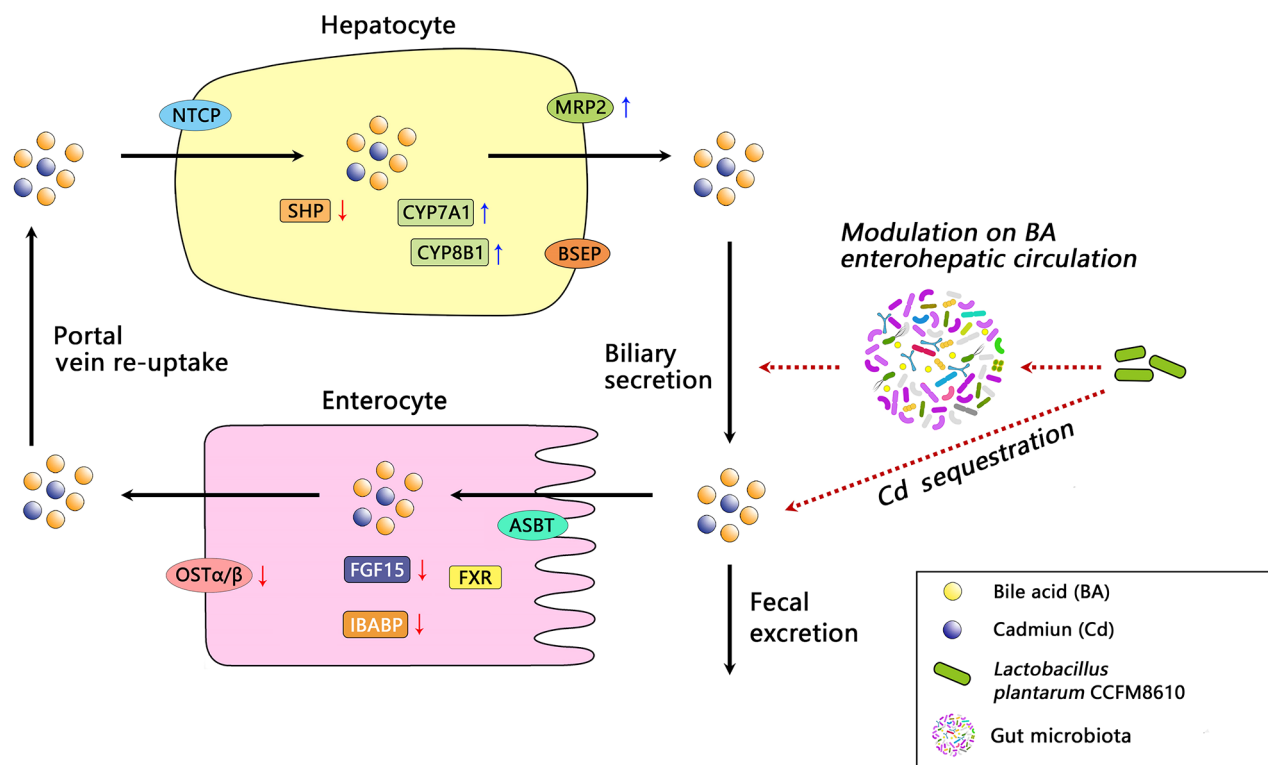 Hepatocyte
NTCP
MRP2 ↑
SHP ↓
CYP7A1 ↑
CYP8B1 ↑
BSEP
Modulation on BA
enterohepatic circulation
Portal
vein re-uptake
Biliary
secretion
Enterocyte
Cd sequestration
ASBT
OSTα/β ↓
FGF15 ↓
FXR
IBABP ↓
Fecal
excretion
Bile acid (BA)
Cadmiun (Cd)
Lactobacillus
plantarum CCFM8610
Gut microbiota